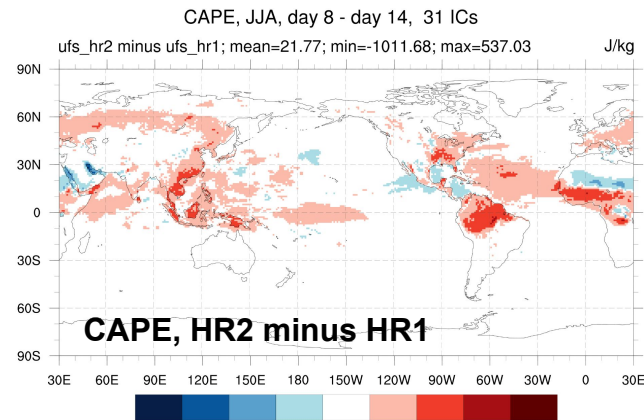 CAPE, JJA, day 8 - day 14, 31 ICs
ufs_hr2 minus ufs_hr1; mean=21.77; min=-1011.68; max=537.03 J/kg
90N
60N
30N
0
30S
60S
90S
CAPE, HR2 minus HR1
30E 60E 90E 120E 150E 180 150W 120W 90W 60W 30W 0 30E